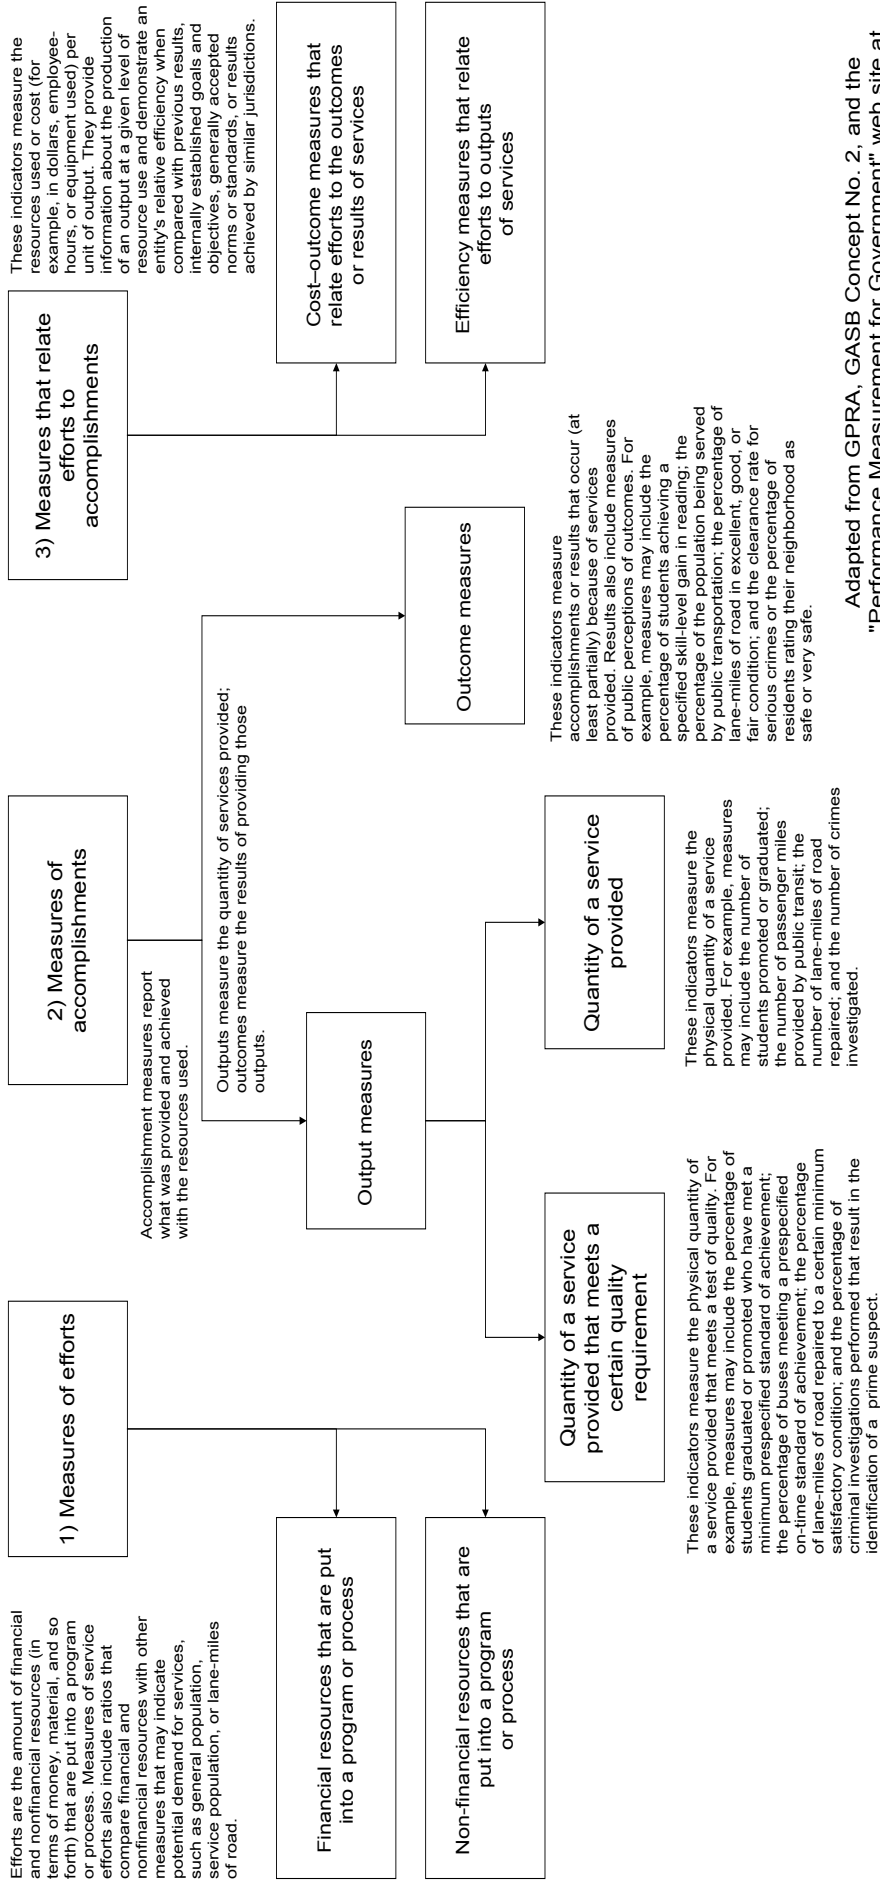 Efforts are the amount of financial
and nonfinancial resources (in
terms of money, material, and so
forth) that are put into a program
or process. Measures of service
efforts also include ratios that
compare financial and
nonfinancial resources with other
measures that may indicate
potential demand for services,
such as general population,
service population, or lane-miles
of road.
1) Measures of efforts
Financial resources that are put
into a program or process
Non-financial resources that are
put into a program
or process
2) Measures of
accomplishments
Accomplishment measures report
what was provided and achieved
with the resources used.
Outputs measure the quantity of services provided;
outcomes measure the results of providing those
outputs.
Output measures
Quantity of a service
provided that meets a
certain quality
requirement
These indicators measure the physical quantity of
a service provided that meets a test of quality. For
example, measures may include the percentage of
students graduated or promoted who have met a
minimum prespecified standard of achievement;
the percentage of buses meeting a prespecified
on-time standard of achievement; the percentage
of lane-miles of road repaired to a certain minimum
satisfactory condition; and the percentage of
criminal investigations performed that result in the
identification of a prime suspect.
Quantity of a service
provided
These indicators measure the
physical quantity of a service
provided. For example, measures
may include the number of
students promoted or graduated;
the number of passenger miles
provided by public transit; the
number of lane-miles of road
repaired; and the number of crimes
investigated.
Outcome measures
These indicators measure
accomplishments or results that occur (at
least partially) because of services
provided. Results also include measures
of public perceptions of outcomes. For
example, measures may include the
percentage of students achieving a
specified skill-level gain in reading; the
percentage of the population being served
by public transportation; the percentage of
lane-miles of road in excellent, good, or
fair condition; and the clearance rate for
serious crimes or the percentage of
residents rating their neighborhood as
safe or very safe.
3) Measures that relate
efforts to
accomplishments
These indicators measure the
resources used or cost (for
example, in dollars, employee-
hours, or equipment used) per
unit of output. They provide
information about the production
of an output at a given level of
resource use and demonstrate an
entity's relative efficiency when
compared with previous results,
internally established goals and
objectives, generally accepted
norms or standards, or results
achieved by similar jurisdictions.
Cost–outcome measures that
relate efforts to the outcomes
or results of services
Efficiency measures that relate
efforts to outputs
of services
Adapted from GPRA, GASB Concept No. 2, and the
"Performance Measurement for Government" web site at